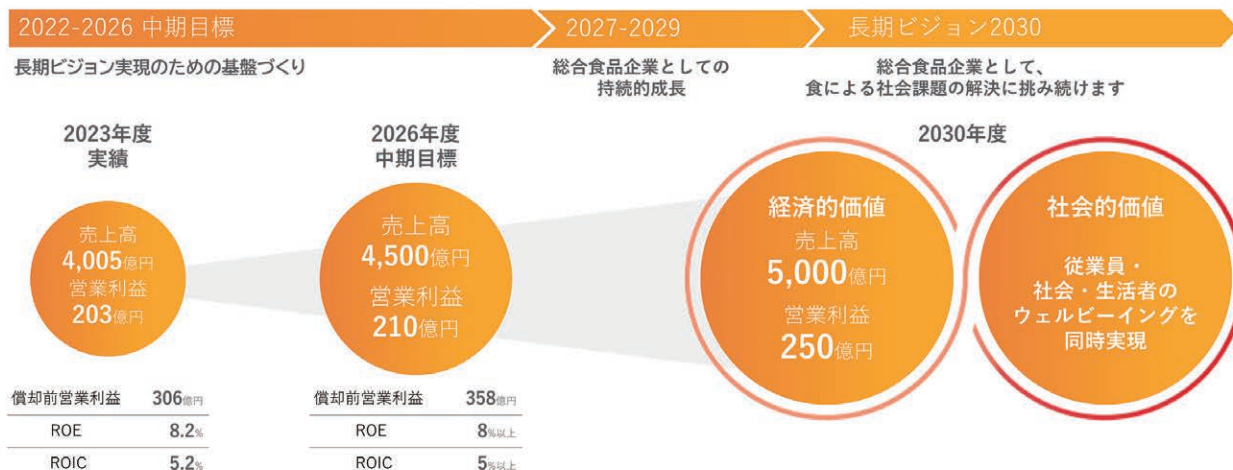 2022-2026 中期目標
2027-2029
長期ビジョン2030
長期ビジョン実現のための基盤づくり
総合食品企業としての
持続的成長
総合食品企業として、
食による社会課題の解決に挑み続けます
2023年度
実績
2026年度
中期目標
2030年度
売上高
4,005億円
営業利益
203億円
売上高
4,500億円
営業利益
210億円
経済的価値
売上高
5,000億円
営業利益
250億円
社会的価値
従業員・
社会・生活者の
ウェルビーイングを
同時実現
償却前営業利益 306億円
ROE 8.2%
ROIC 5.2%
償却前営業利益 358億円
ROE 8%以上
ROIC 5%以上